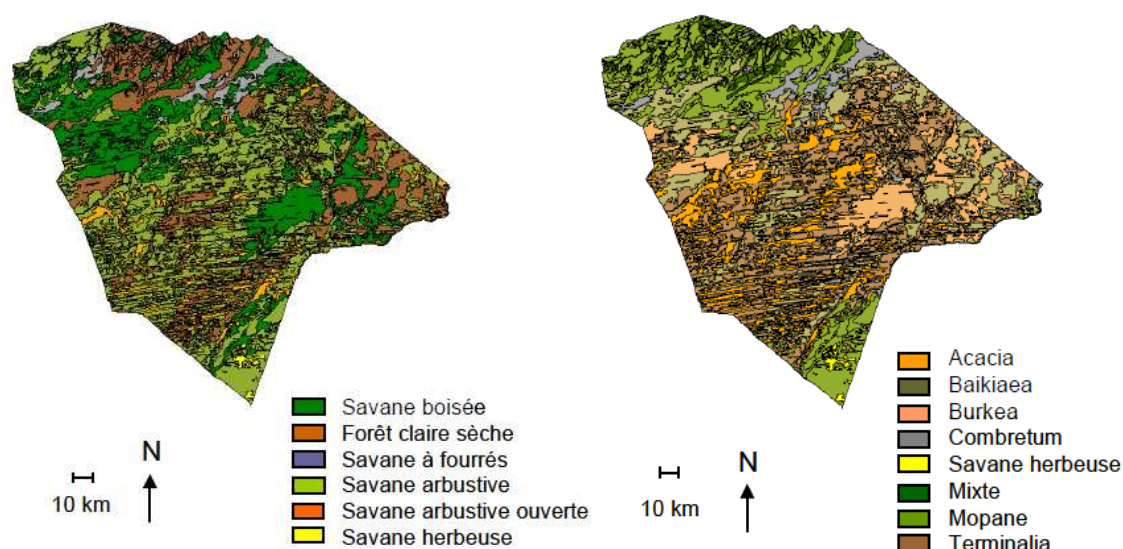 Savane boisée
Forêt claire sèche
Savane à fourrés
Savane arbustive
Savane arbustive ouverte
Savane herbeuse
N
10 km
Acacia
Baikiaea
Burkea
Combretum
Savane herbeuse
Mixte
Mopane
Terminalia
N
10 km